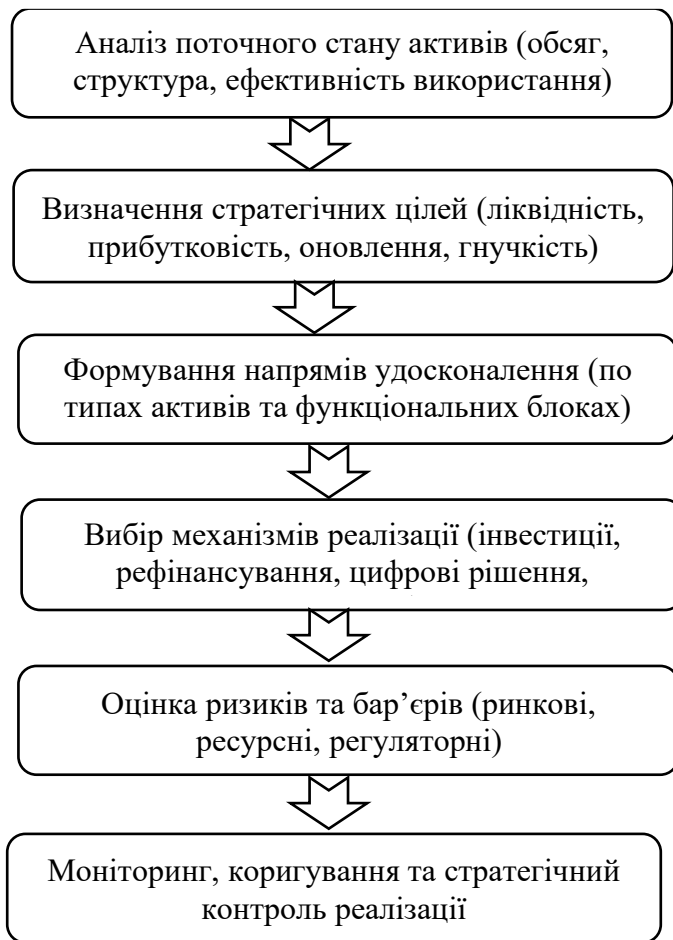 Аналіз поточного стану активів (обсяг,
структура, ефективність використання)
Визначення стратегічних цілей (ліквідність,
прибутковість, оновлення, гнучкість)
Формування напрямів удосконалення (по
типах активів та функціональних блоках)
Вибір механізмів реалізації (інвестиції,
рефінансування, цифрові рішення,
Оцінка ризиків та бар’єрів (ринкові,
ресурсні, регуляторні)
Моніторинг, коригування та стратегічний
контроль реалізації